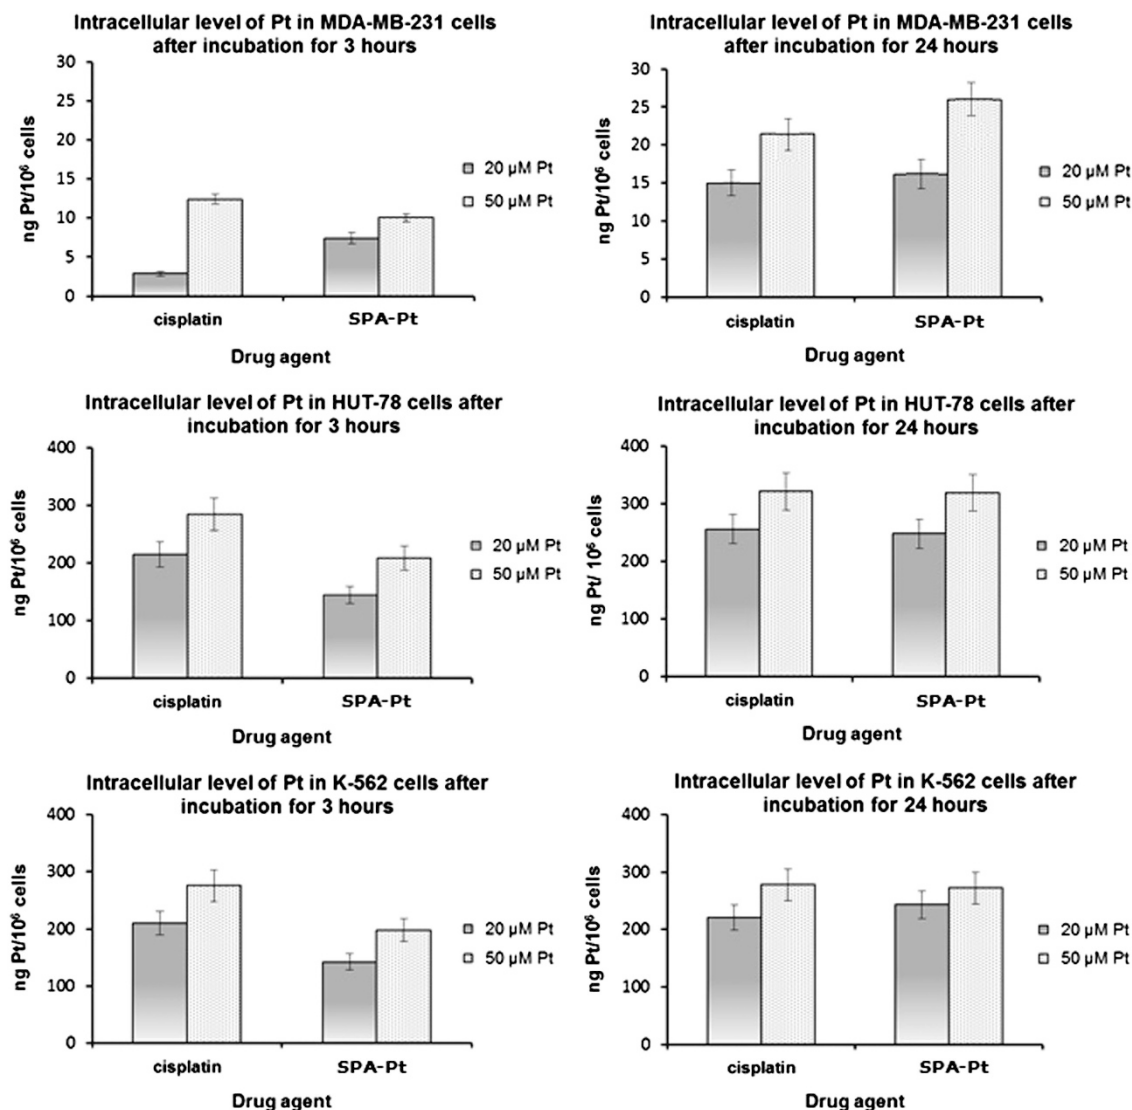 Intracellular level of Pt in MDA-MB-231 cells
after incubation for 3 hours
30
25
20
15
10
5
0
ng Pt/10⁶ cells
20 µM Pt
50 µM Pt
cisplatin
SPA-Pt
Drug agent
Intracellular level of Pt in MDA-MB-231 cells
after incubation for 24 hours
30
25
20
15
10
5
0
ng Pt/10⁶ cells
20 µM Pt
50 µM Pt
cisplatin
SPA-Pt
Drug agent
Intracellular level of Pt in HUT-78 cells after
incubation for 3 hours
400
300
200
100
0
ng Pt/10⁶ cells
20 µM Pt
50 µM Pt
cisplatin
SPA-Pt
Drug agent
Intracellular level of Pt in HUT-78 cells after
incubation for 24 hours
400
300
200
100
0
ng Pt/ 10⁶ cells
20 µM Pt
50 µM Pt
cisplatin
SPA-Pt
Drug agent
Intracellular level of Pt in K-562 cells after
incubation for 3 hours
400
300
200
100
0
ng Pt/10⁶ cells
20 µM Pt
50 µM Pt
cisplatin
SPA-Pt
Drug agent
Intracellular level of Pt in K-562 cells after
incubation for 24 hours
400
300
200
100
0
ng Pt/10⁶ cells
20 µM Pt
50 µM Pt
cisplatin
SPA-Pt
Drug agent